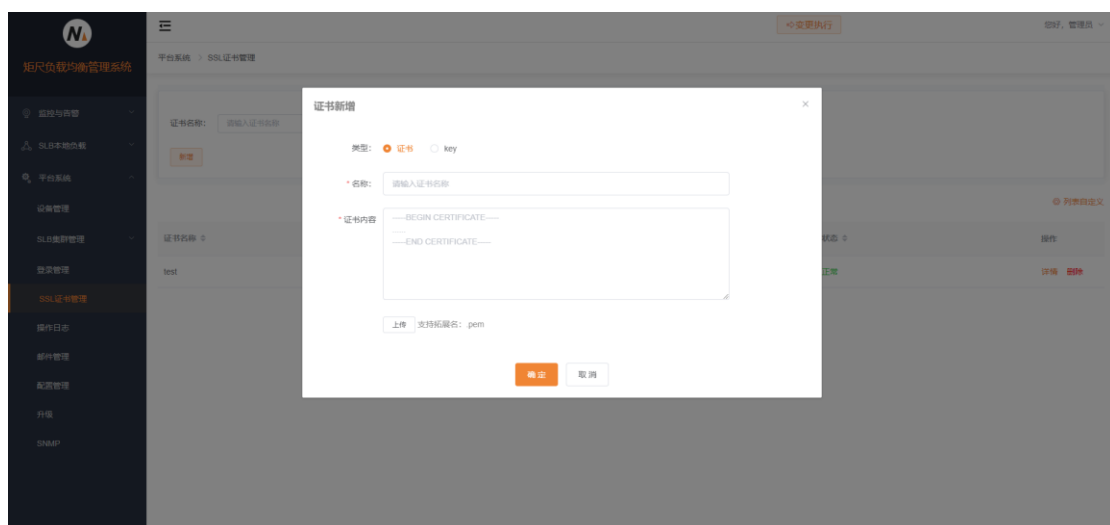 变更执行
您好，管理员
矩尺负载均衡管理系统
平台系统 > SSL证书管理
监控与告警
SLB本地负载
平台系统
设备管理
SLB集群管理
登录管理
SSL证书管理
操作日志
邮件管理
配置管理
升级
SNMP
证书名称： 请输入证书名称
新增
列表自定义
证书名称
状态
操作
test
正常
详情 删除
证书新增
类型： 证书 key
* 名称： 请输入证书名称
* 证书内容
-----BEGIN CERTIFICATE-----
......
-----END CERTIFICATE-----
上传 支持拓展名：.pem
确定 取消